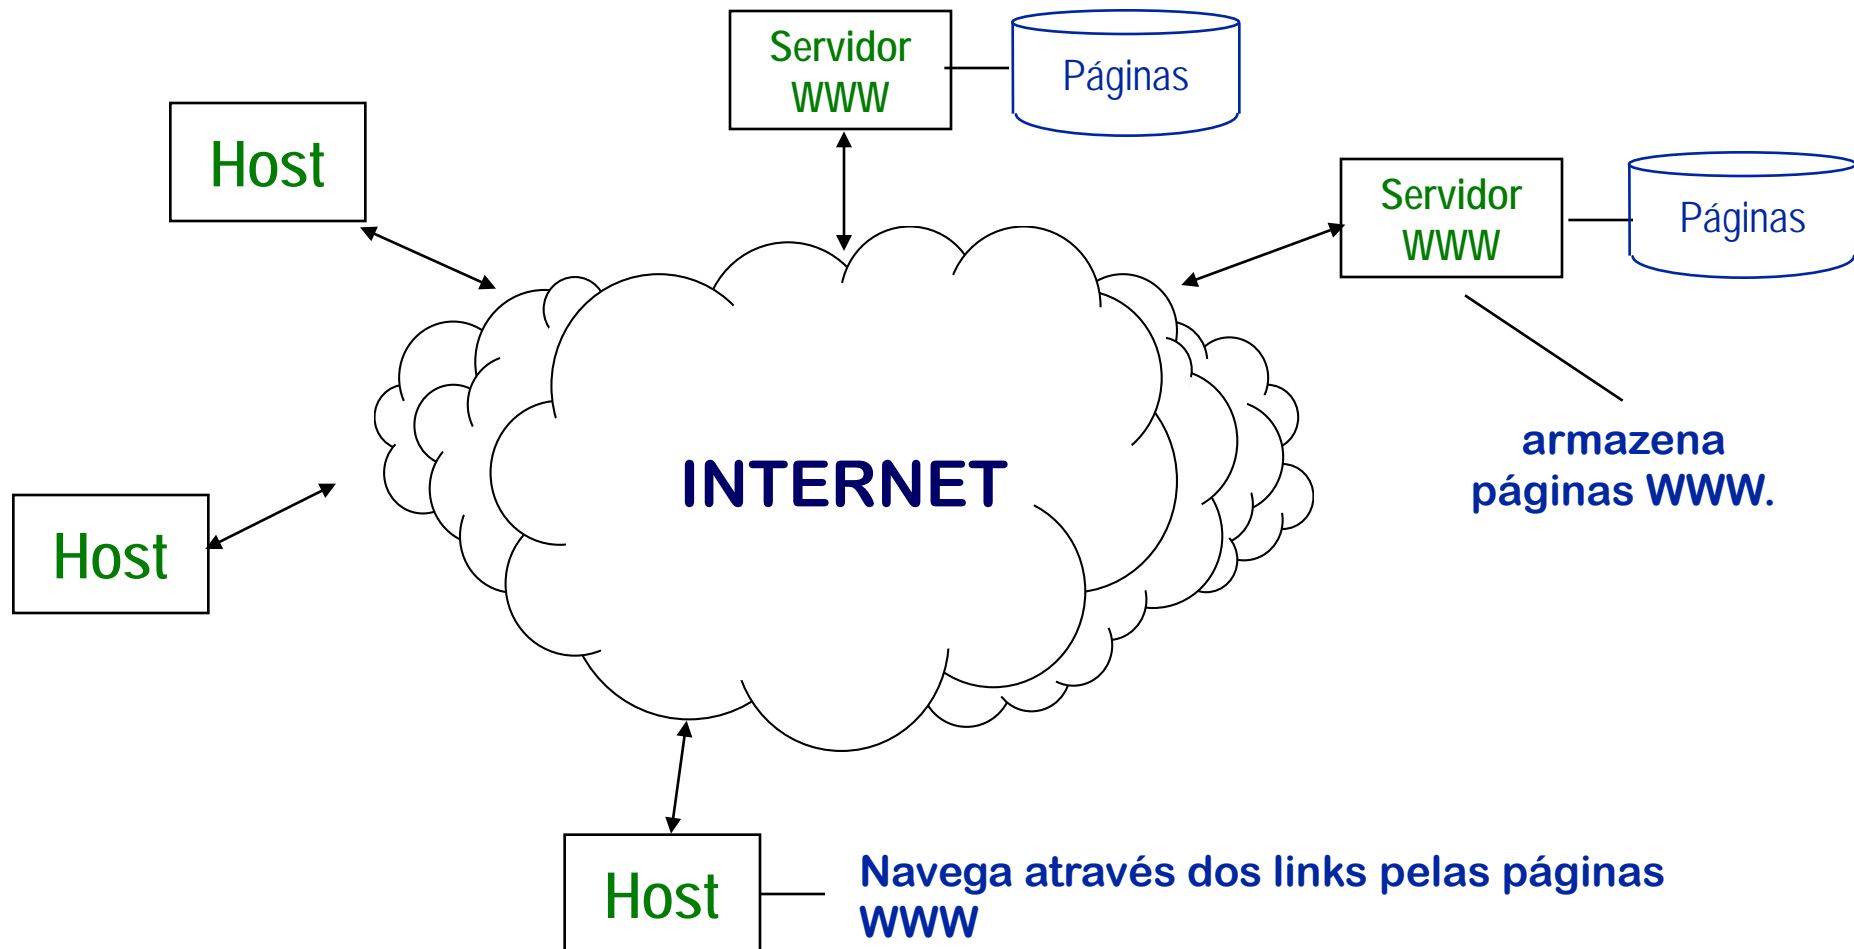 Servidor
WWW
Páginas
Host
Servidor
WWW
Páginas
armazena
páginas WWW.
INTERNET
Host
Host
Navega através dos links pelas páginas
WWW